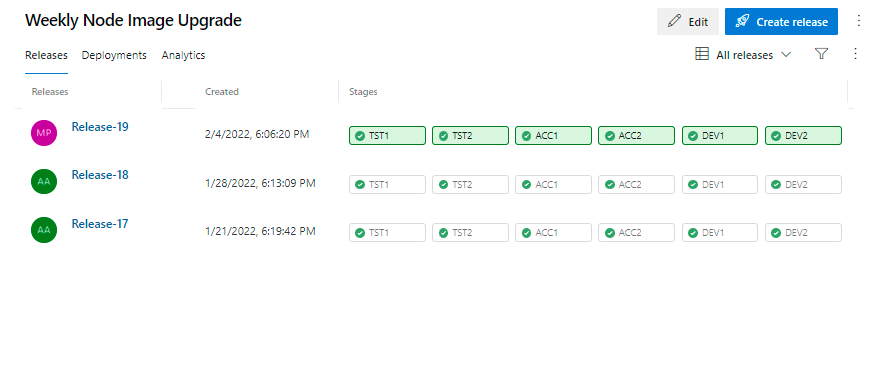 Weekly Node Image Upgrade
Edit
Create release
Releases Deployments Analytics
All releases
Releases Created Stages
MP Release-19 2/4/2022, 6:06:20 PM TST1 TST2 ACC1 ACC2 DEV1 DEV2
AA Release-18 1/28/2022, 6:13:09 PM TST1 TST2 ACC1 ACC2 DEV1 DEV2
AA Release-17 1/21/2022, 6:19:42 PM TST1 TST2 ACC1 ACC2 DEV1 DEV2